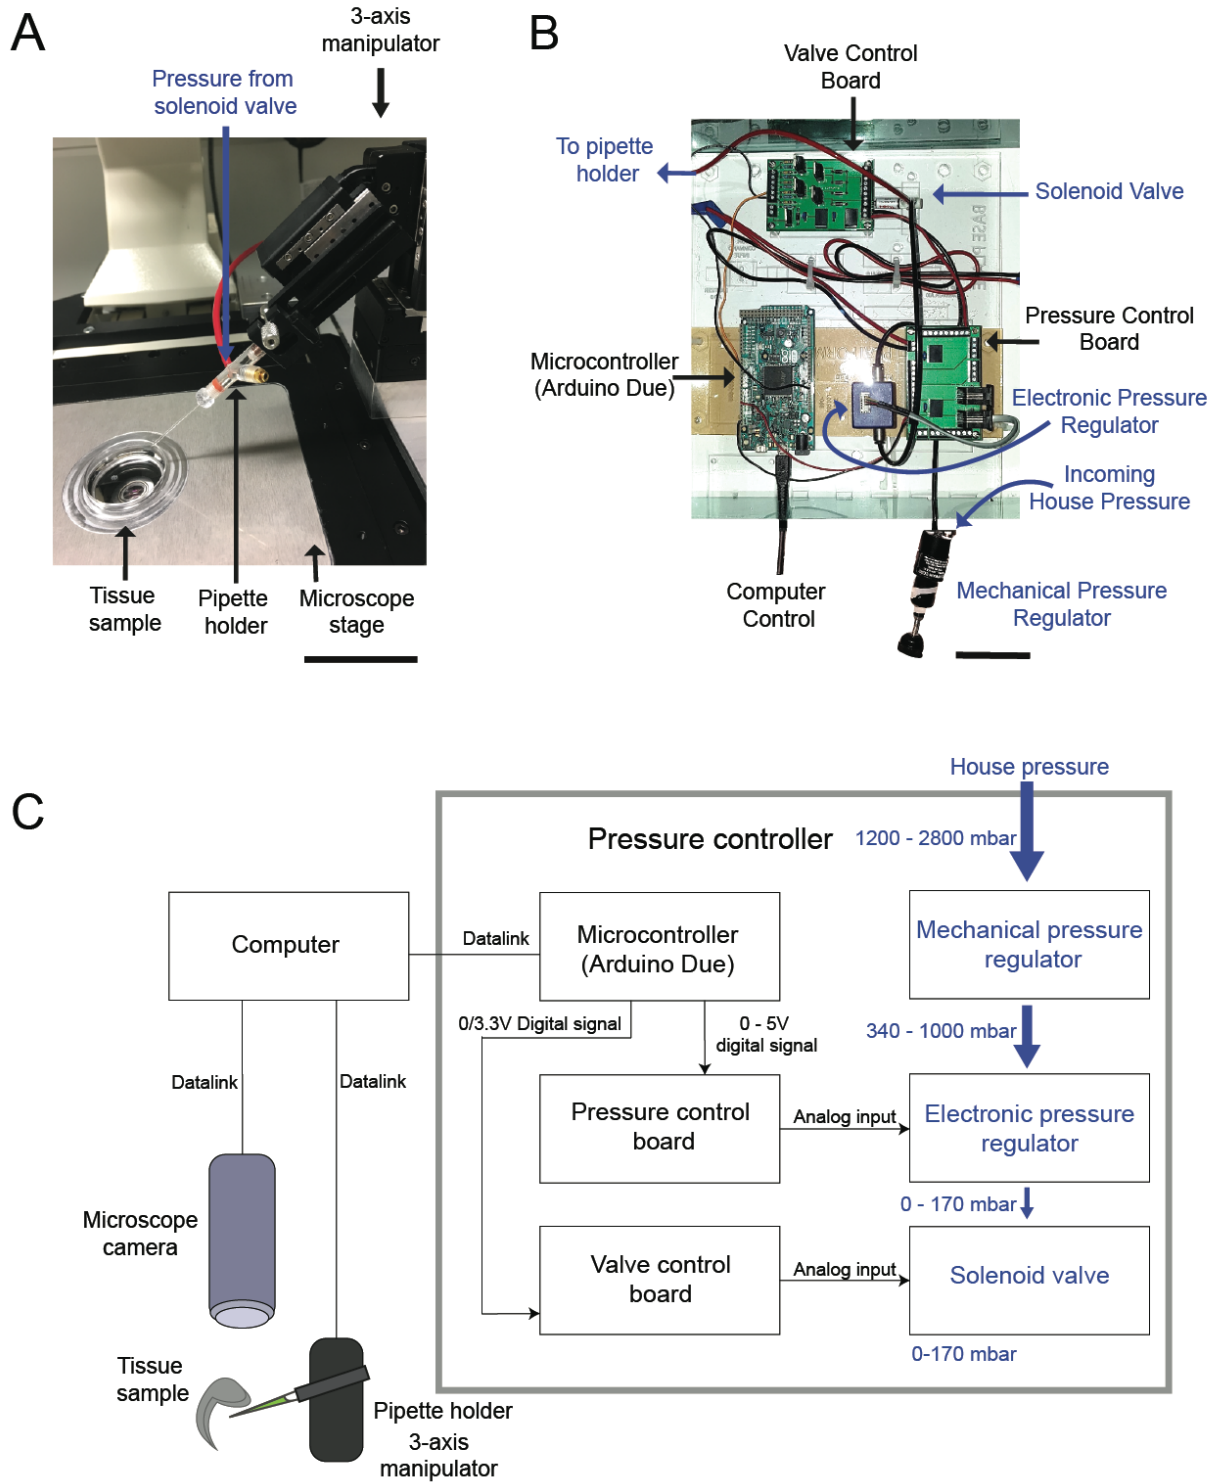 A
3-axis
manipulator
Pressure from
solenoid valve
Tissue
sample
Pipette
holder
Microscope
stage
B
Valve Control
Board
To pipette
holder
Solenoid Valve
Pressure Control
Board
Microcontroller
(Arduino Due)
Electronic Pressure
Regulator
Incoming
House Pressure
Computer
Control
Mechanical Pressure
Regulator
BASE P
C
House pressure
Pressure controller
1200 - 2800 mbar
Computer
Datalink
Microcontroller
(Arduino Due)
Mechanical pressure
regulator
0/3.3V Digital signal
0 - 5V
digital signal
340 - 1000 mbar
Datalink
Datalink
Pressure control
board
Analog input
Electronic pressure
regulator
0 - 170 mbar
Microscope
camera
Valve control
board
Analog input
Solenoid valve
0-170 mbar
Tissue
sample
Pipette holder
3-axis
manipulator